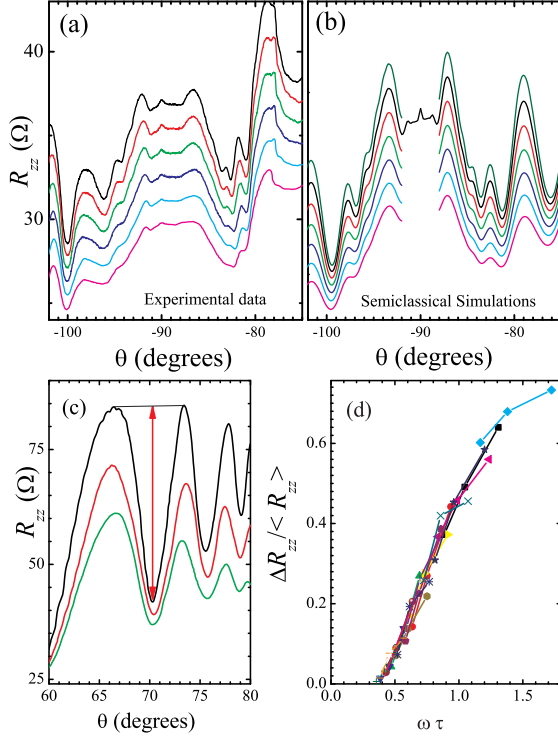 (a)
(b)
40
30
R_zz (Ω)
Experimental data
Semiclassical Simulations
-100 -90 -80
-100 -90 -80
θ (degrees)
θ (degrees)
(c)
(d)
75
50
25
R_zz (Ω)
60 65 70 75 80
θ (degrees)
0.6
0.4
0.2
0.0
ΔR_zz/<R_zz>
0.0 0.5 1.0 1.5
ω τ